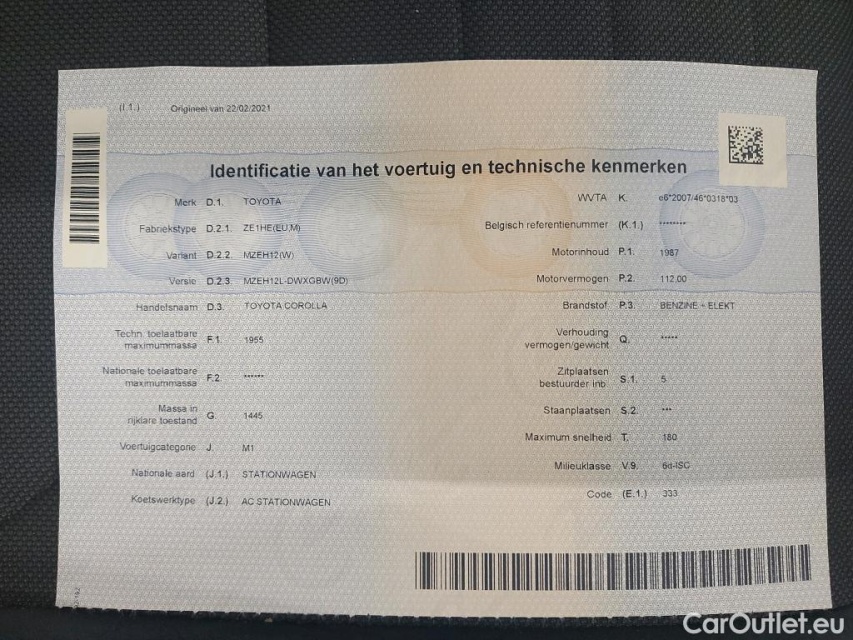 (I.1.) Origineel van 22/02/2021
Identificatie van het voertuig en technische kenmerken
Merk D.1. TOYOTA
Fabriekstype D.2.1. ZE1HE(EU,M)
Variant D.2.2. MZEH12(W)
Versie D.2.3. MZEH12L-DWXGBW(9D)
Handelsnaam D.3. TOYOTA COROLLA
Techn. toelaatbare
maximummassa F.1. 1955
Nationale toelaatbare
maximummassa F.2. ******
Massa in
rijklare toestand G. 1445
Voertuigcategorie J. M1
Nationale aard (J.1.) STATIONWAGEN
Koetswerktype (J.2.) AC STATIONWAGEN
WVTA K. e6*2007/46*0318*03
Belgisch referentienummer (K.1.) ********
Motorinhoud P.1. 1987
Motorvermogen P.2. 112,00
Brandstof P.3. BENZINE + ELEKT
Verhouding
vermogen/gewicht Q. *****
Zitplaatsen
bestuurder inb. S.1. 5
Staanplaatsen S.2. ***
Maximum snelheid T. 180
Milieuklasse V.9. 6d-ISC
Code (E.1.) 333
CarOutlet.eu